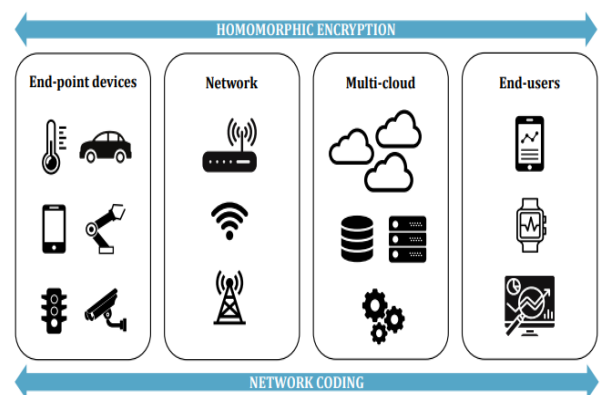 HOMOMORPHIC ENCRYPTION
End-point devices
Network
Multi-cloud
End-users
NETWORK CODING